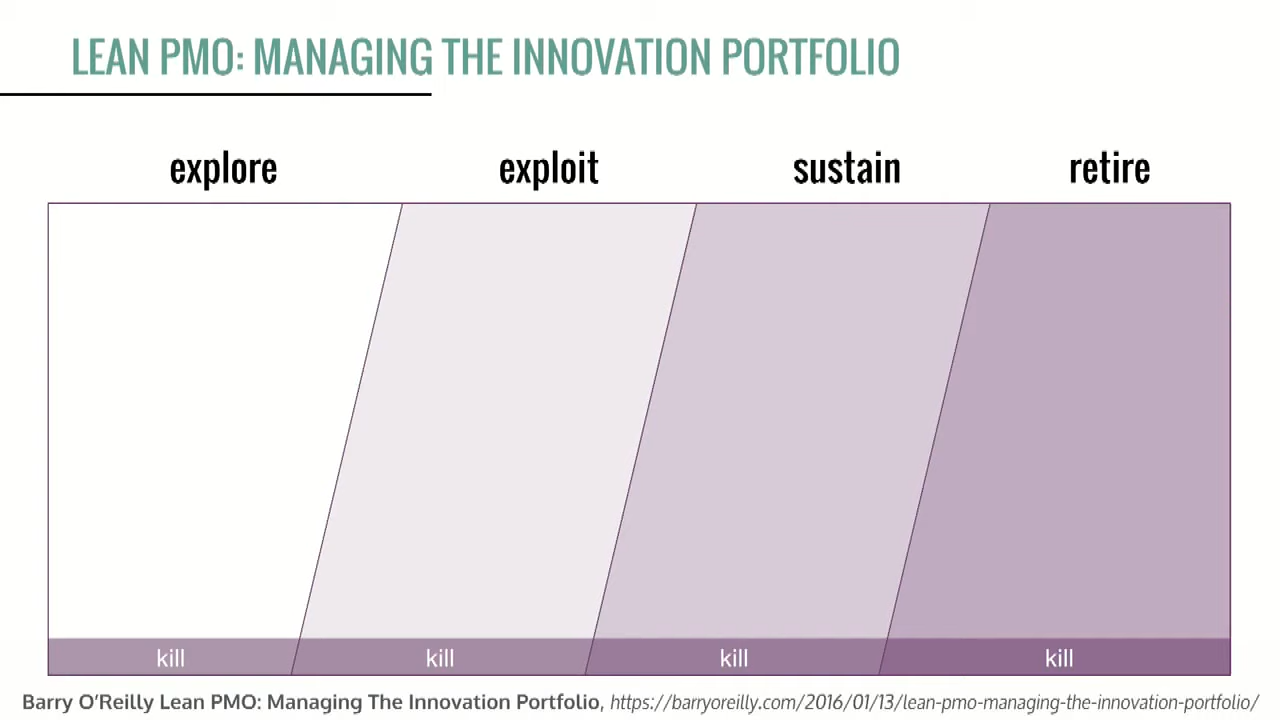 LEAN PMO: MANAGING THE INNOVATION PORTFOLIO
explore exploit sustain retire
kill kill kill kill
Barry O’Reilly Lean PMO: Managing The Innovation Portfolio, https://barryoreilly.com/2016/01/13/lean-pmo-managing-the-innovation-portfolio/